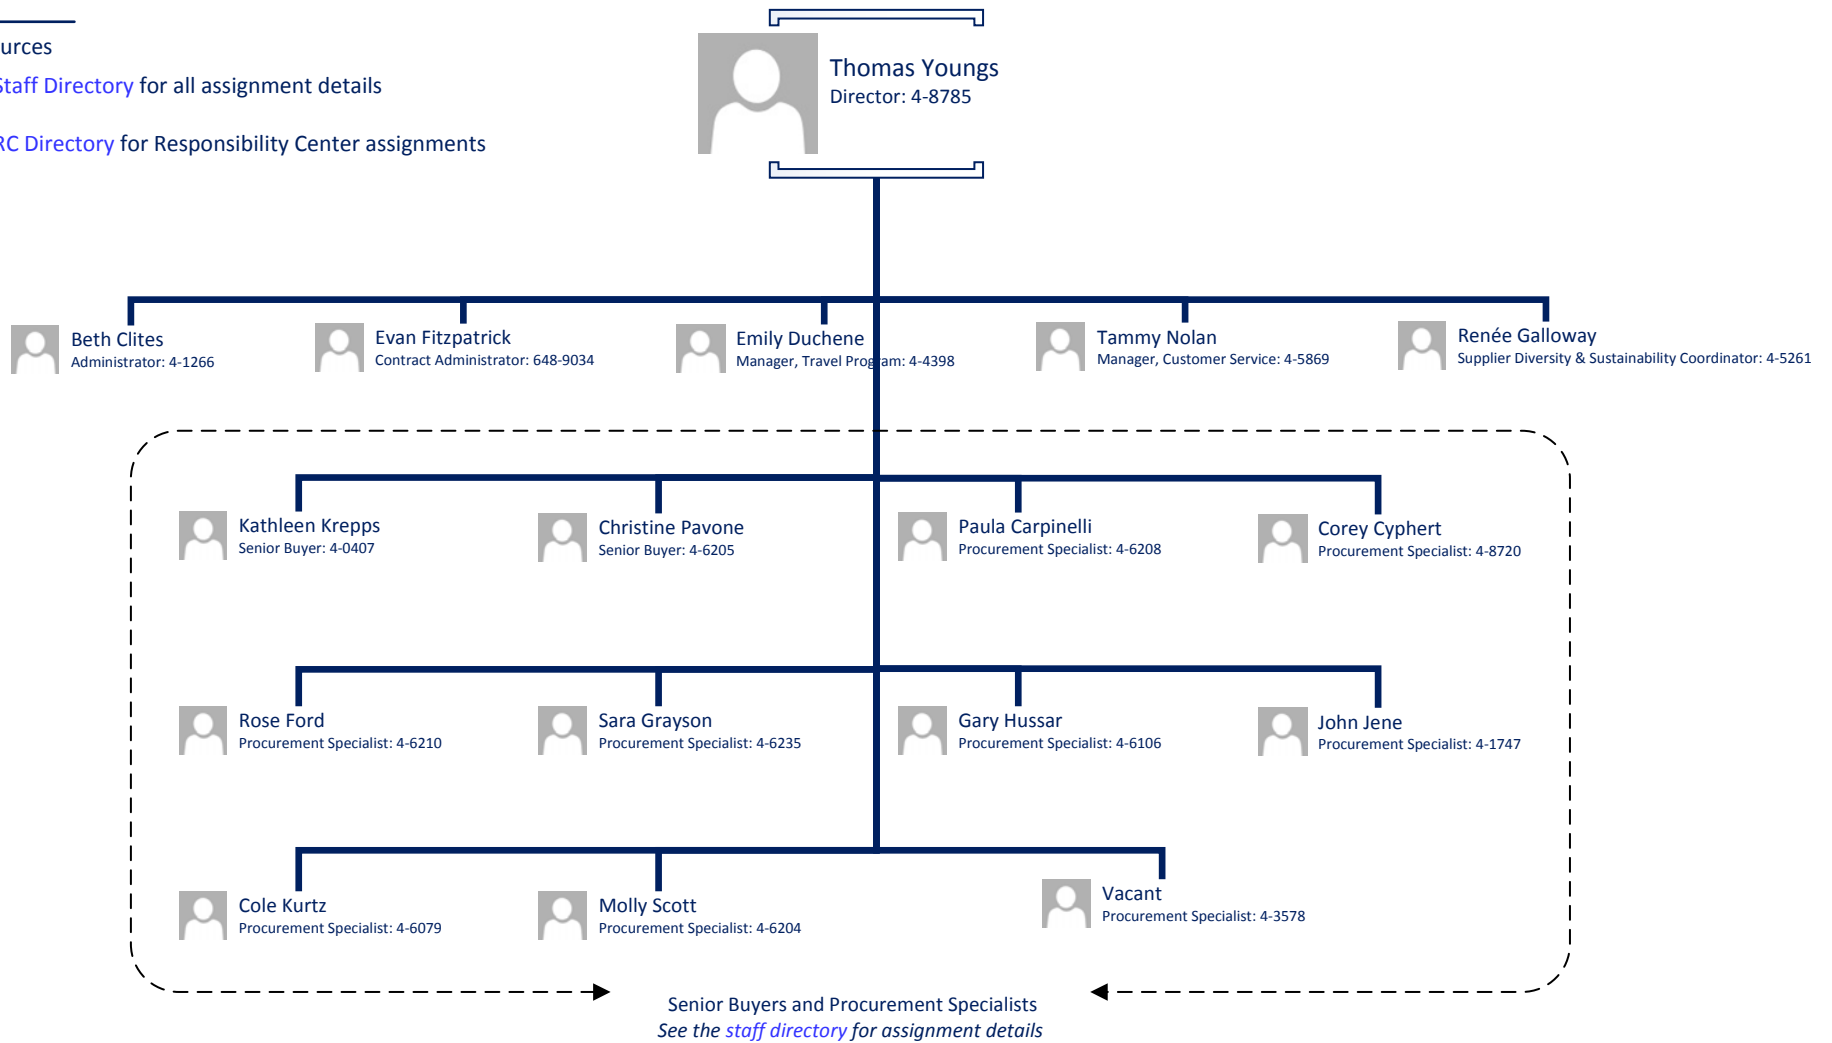 urces
Staff Directory for all assignment details
RC Directory for Responsibility Center assignments
Thomas Youngs
Director: 4-8785
Beth Clites
Administrator: 4-1266
Evan Fitzpatrick
Contract Administrator: 648-9034
Emily Duchene
Manager, Travel Program: 4-4398
Tammy Nolan
Manager, Customer Service: 4-5869
Renée Galloway
Supplier Diversity & Sustainability Coordinator: 4-5261
Kathleen Krepps
Senior Buyer: 4-0407
Christine Pavone
Senior Buyer: 4-6205
Paula Carpinelli
Procurement Specialist: 4-6208
Corey Cyphert
Procurement Specialist: 4-8720
Rose Ford
Procurement Specialist: 4-6210
Sara Grayson
Procurement Specialist: 4-6235
Gary Hussar
Procurement Specialist: 4-6106
John Jene
Procurement Specialist: 4-1747
Cole Kurtz
Procurement Specialist: 4-6079
Molly Scott
Procurement Specialist: 4-6204
Vacant
Procurement Specialist: 4-3578
Senior Buyers and Procurement Specialists
See the staff directory for assignment details